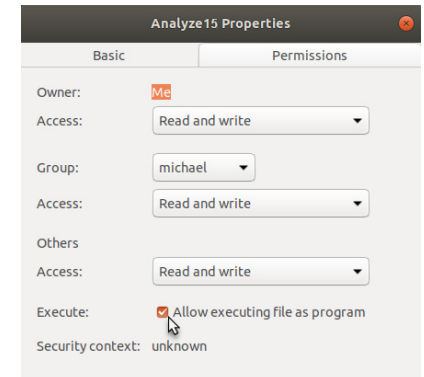 Analyze15 Properties
Basic Permissions
Owner: Me
Access: Read and write
Group: michael
Access: Read and write
Others
Access: Read and write
Execute: Allow executing file as program
Security context: unknown